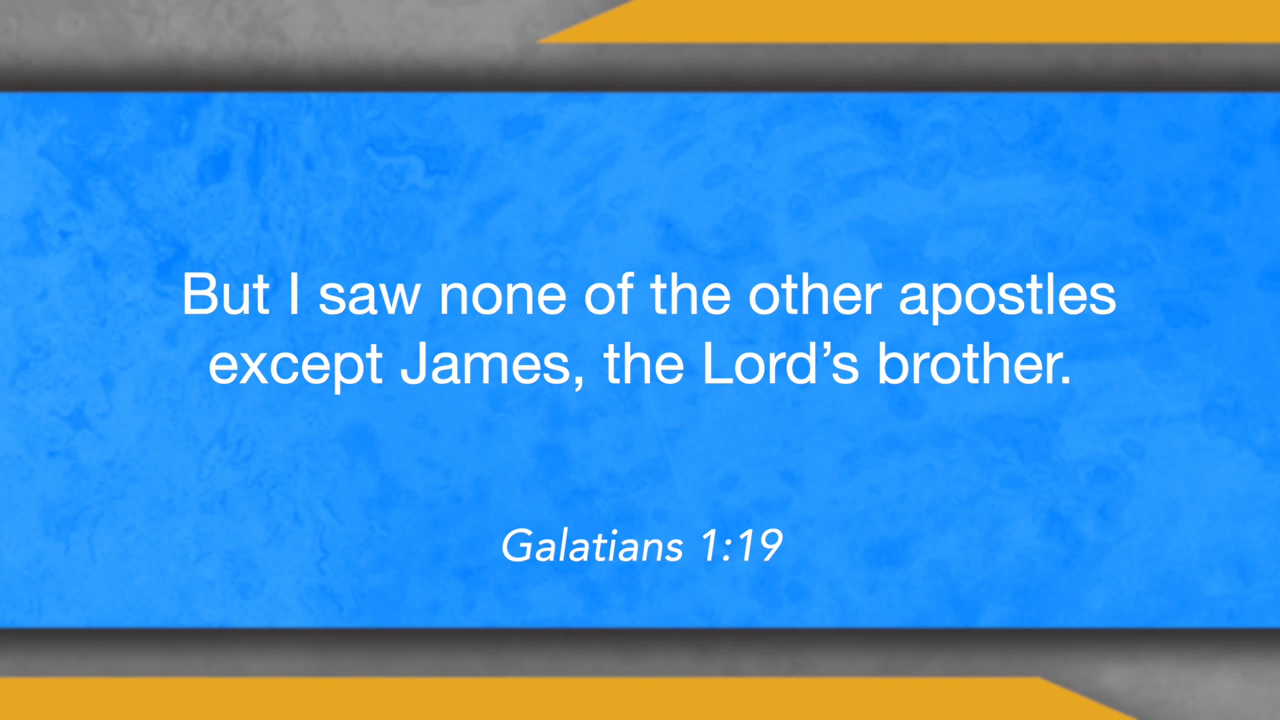 But I saw none of the other apostles
except James, the Lord’s brother.
Galatians 1:19